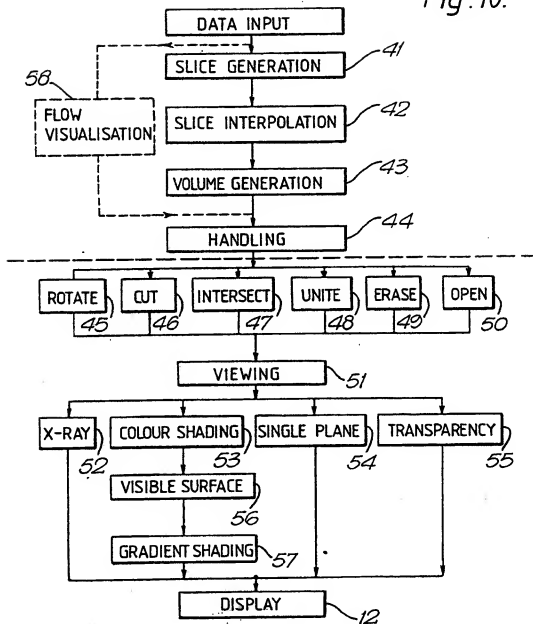 Fig. 10.
DATA INPUT
SLICE GENERATION
41
58
FLOW
VISUALISATION
SLICE INTERPOLATION
42
VOLUME GENERATION
43
HANDLING
44
ROTATE CUT INTERSECT UNITE ERASE OPEN
45 46 47 48 49 50
VIEWING
51
X-RAY COLOUR SHADING SINGLE PLANE TRANSPARENCY
52 53 54 55
VISIBLE SURFACE
56
GRADIENT SHADING
57
DISPLAY
12